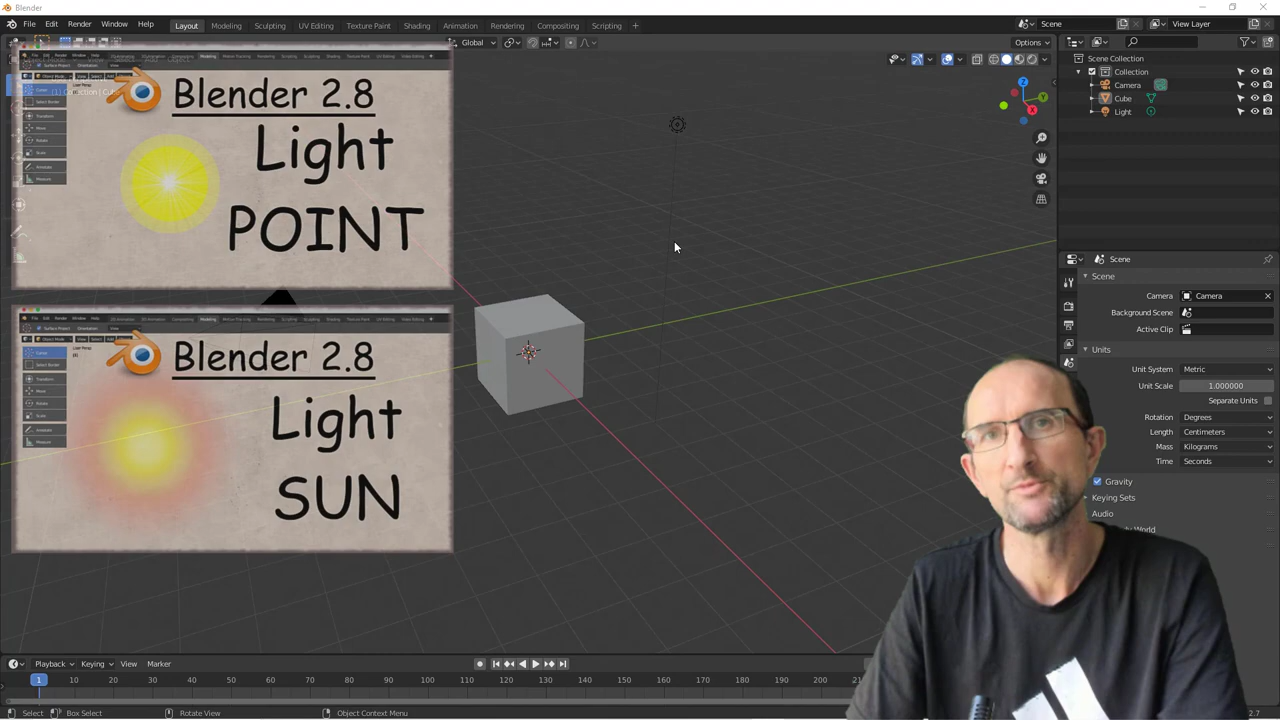 Blender
File Edit Render Window Help
Layout Modeling Sculpting UV Editing Texture Paint Shading Animation Rendering Compositing Scripting +
Scene View Layer
Global
Options
Scene Collection
Collection
Camera
Cube
Light
Blender 2.8
Light
POINT
Blender 2.8
Light
SUN
Scene
Scene
Camera Camera
Background Scene
Active Clip
Units
Unit System Metric
Unit Scale 1.000000
Separate Units
Rotation Degrees
Length Centimeters
Mass Kilograms
Time Seconds
Gravity
Keying Sets
Audio
World
Playback Keying View Marker
1 10 20 30 40 50 60 70 80 90 100 110 120 130 140 150 160 170 180 190 200
Select Box Select Rotate View Object Context Menu